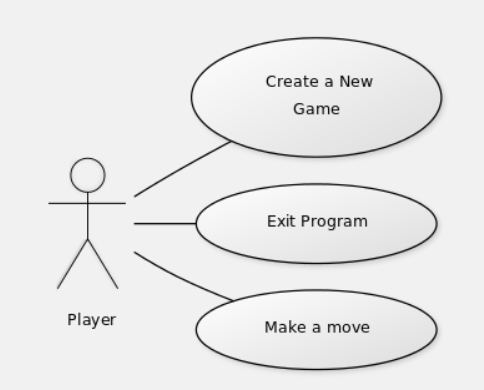 Create a New
Game
Exit Program
Make a move
Player